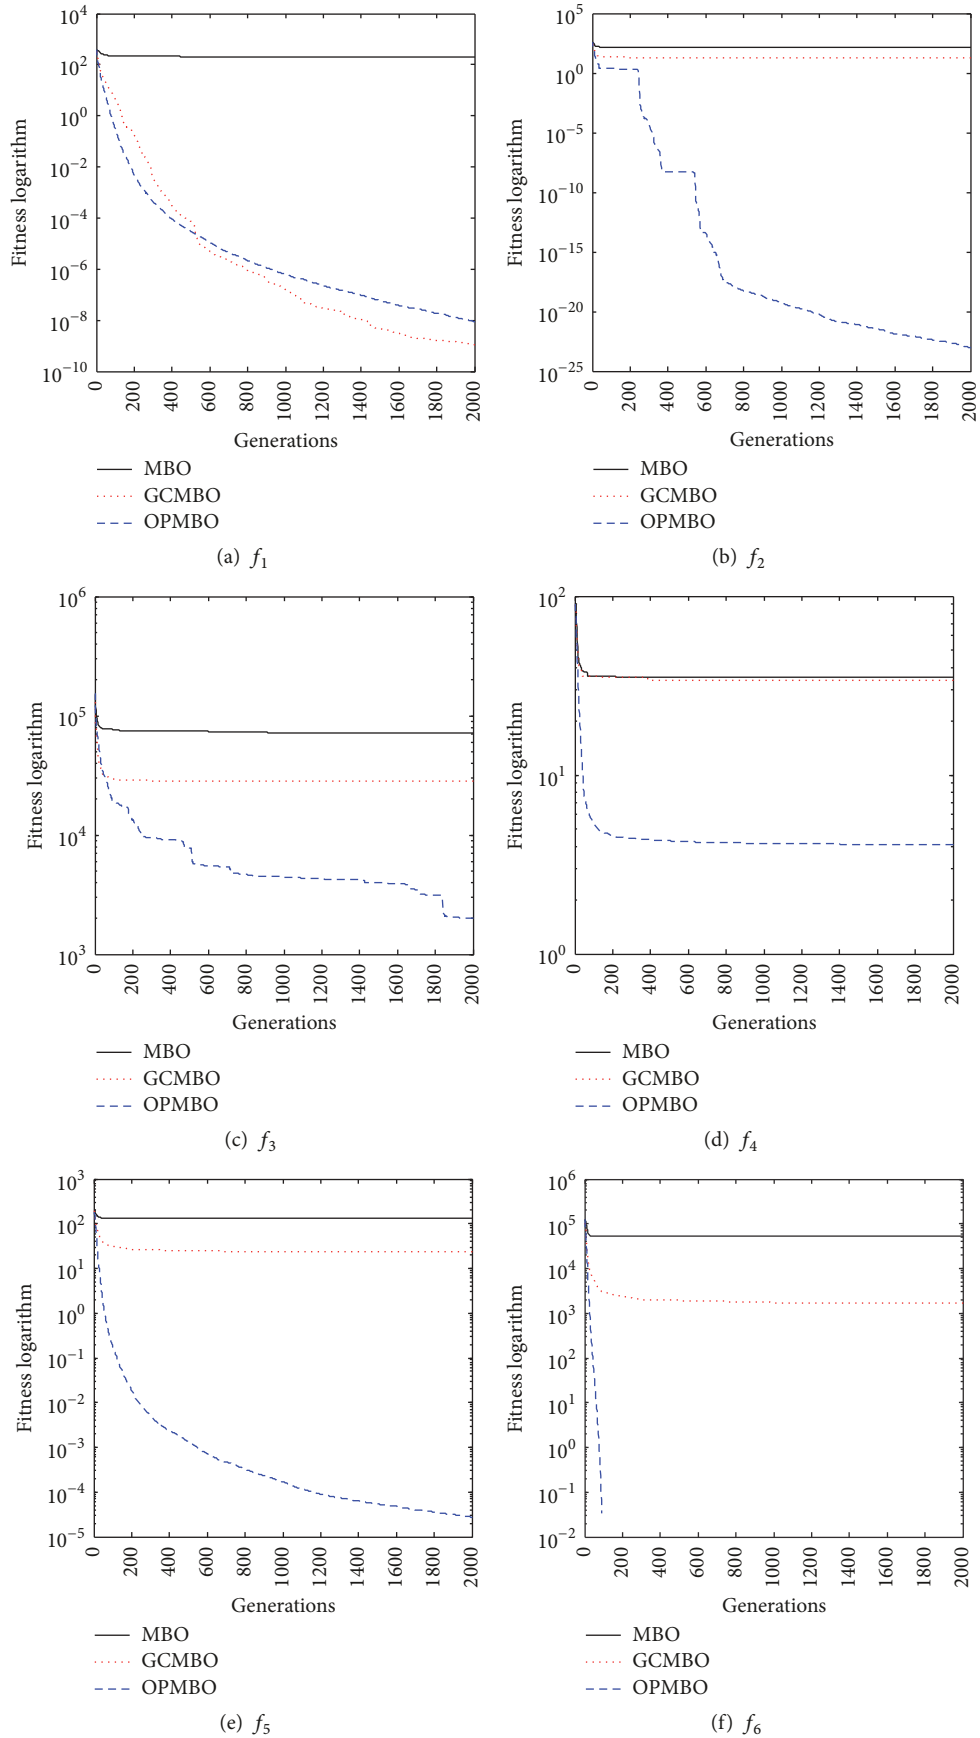 10^4
10^2
10^0
10^−2
10^−4
10^−6
10^−8
10^−10
Fitness logarithm
0 200 400 600 800 1000 1200 1400 1600 1800 2000
Generations
MBO
GCMBO
OPMBO
(a) f_1
10^5
10^0
10^−5
10^−10
10^−15
10^−20
10^−25
Fitness logarithm
0 200 400 600 800 1000 1200 1400 1600 1800 2000
Generations
MBO
GCMBO
OPMBO
(b) f_2
10^6
10^5
10^4
10^3
Fitness logarithm
0 200 400 600 800 1000 1200 1400 1600 1800 2000
Generations
MBO
GCMBO
OPMBO
(c) f_3
10^2
10^1
10^0
Fitness logarithm
0 200 400 600 800 1000 1200 1400 1600 1800 2000
Generations
MBO
GCMBO
OPMBO
(d) f_4
10^3
10^2
10^1
10^0
10^−1
10^−2
10^−3
10^−4
10^−5
Fitness logarithm
0 200 400 600 800 1000 1200 1400 1600 1800 2000
Generations
MBO
GCMBO
OPMBO
(e) f_5
10^6
10^5
10^4
10^3
10^2
10^1
10^0
10^−1
10^−2
Fitness logarithm
0 200 400 600 800 1000 1200 1400 1600 1800 2000
Generations
MBO
GCMBO
OPMBO
(f) f_6